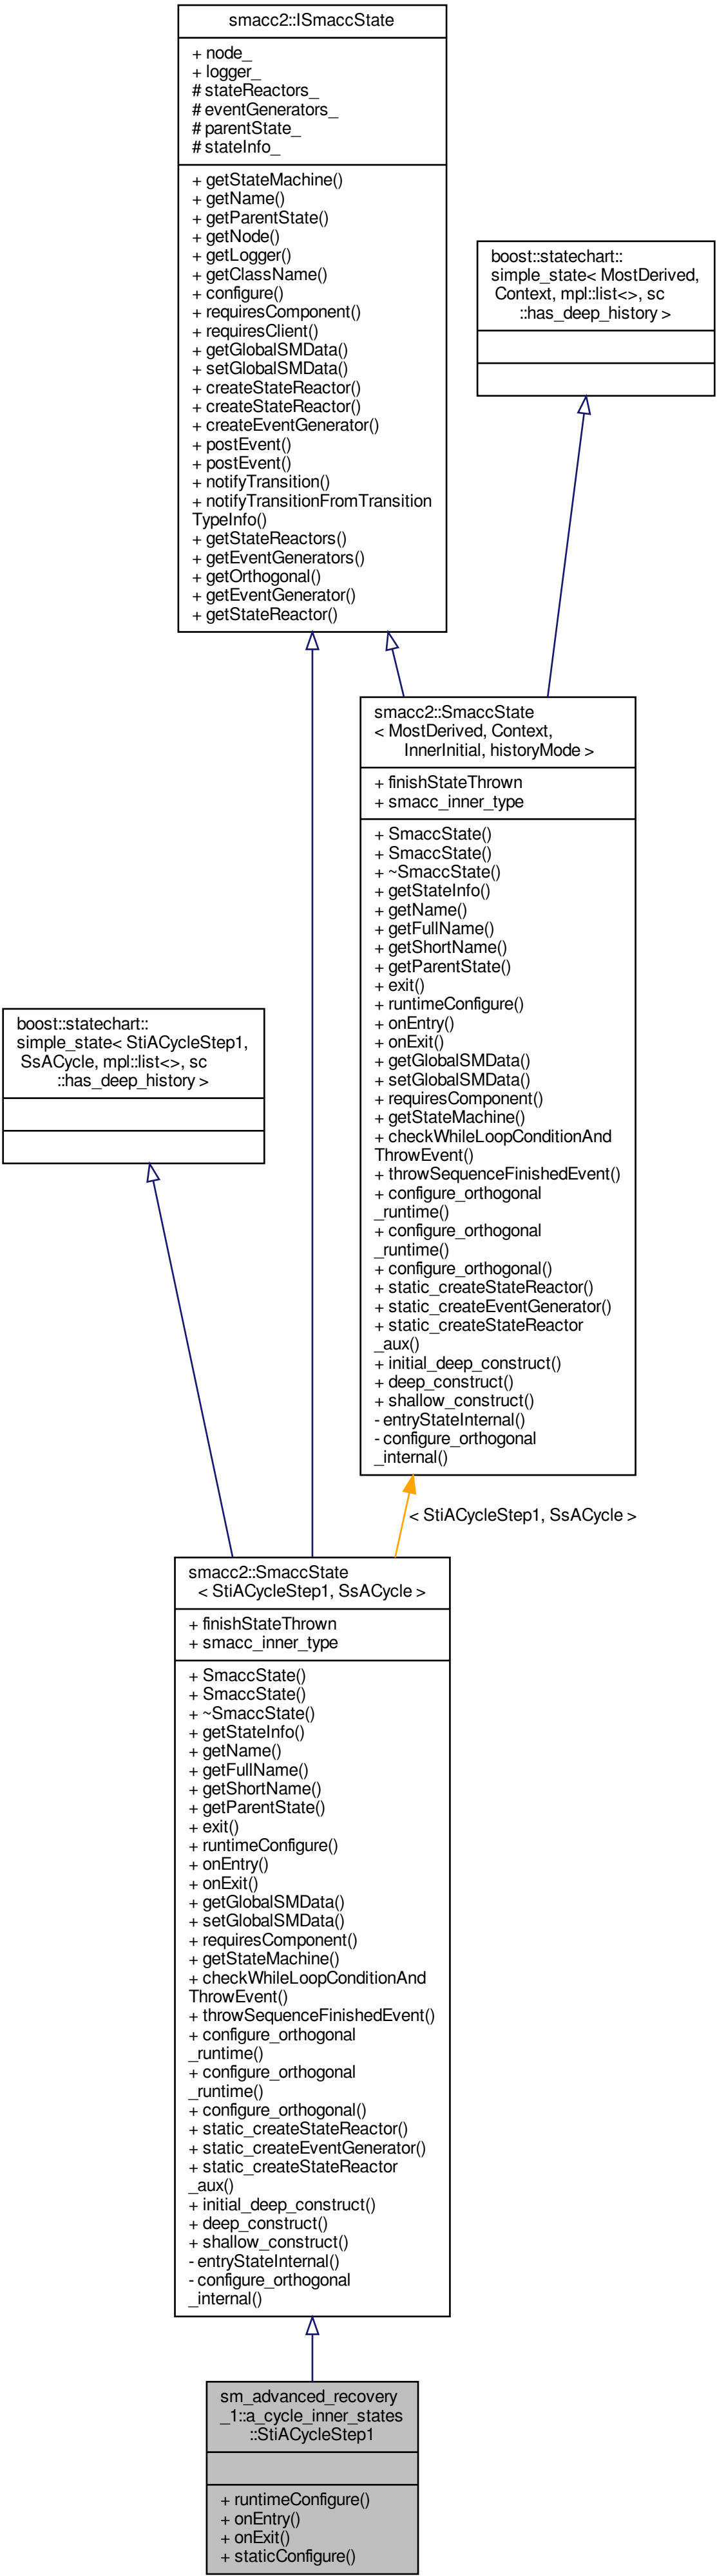 smacc2::ISmaccState
+ node_
+ logger_
# stateReactors_
# eventGenerators_
# parentState_
# stateInfo_
+ getStateMachine()
+ getName()
+ getParentState()
+ getNode()
+ getLogger()
+ getClassName()
+ configure()
+ requiresComponent()
+ requiresClient()
+ getGlobalSMData()
+ setGlobalSMData()
+ createStateReactor()
+ createStateReactor()
+ createEventGenerator()
+ postEvent()
+ postEvent()
+ notifyTransition()
+ notifyTransitionFromTransition
TypeInfo()
+ getStateReactors()
+ getEventGenerators()
+ getOrthogonal()
+ getEventGenerator()
+ getStateReactor()
boost::statechart::
simple_state< MostDerived,
Context, mpl::list<>, sc
::has_deep_history >
smacc2::SmaccState
< MostDerived, Context,
InnerInitial, historyMode >
+ finishStateThrown
+ smacc_inner_type
+ SmaccState()
+ SmaccState()
+ ~SmaccState()
+ getStateInfo()
+ getName()
+ getFullName()
+ getShortName()
+ getParentState()
+ exit()
+ runtimeConfigure()
+ onEntry()
+ onExit()
+ getGlobalSMData()
+ setGlobalSMData()
+ requiresComponent()
+ getStateMachine()
+ checkWhileLoopConditionAnd
ThrowEvent()
+ throwSequenceFinishedEvent()
+ configure_orthogonal
_runtime()
+ configure_orthogonal
_runtime()
+ configure_orthogonal()
+ static_createStateReactor()
+ static_createEventGenerator()
+ static_createStateReactor
_aux()
+ initial_deep_construct()
+ deep_construct()
+ shallow_construct()
- entryStateInternal()
- configure_orthogonal
_internal()
boost::statechart::
simple_state< StiACycleStep1,
SsACycle, mpl::list<>, sc
::has_deep_history >
< StiACycleStep1, SsACycle >
smacc2::SmaccState
< StiACycleStep1, SsACycle >
+ finishStateThrown
+ smacc_inner_type
+ SmaccState()
+ SmaccState()
+ ~SmaccState()
+ getStateInfo()
+ getName()
+ getFullName()
+ getShortName()
+ getParentState()
+ exit()
+ runtimeConfigure()
+ onEntry()
+ onExit()
+ getGlobalSMData()
+ setGlobalSMData()
+ requiresComponent()
+ getStateMachine()
+ checkWhileLoopConditionAnd
ThrowEvent()
+ throwSequenceFinishedEvent()
+ configure_orthogonal
_runtime()
+ configure_orthogonal
_runtime()
+ configure_orthogonal()
+ static_createStateReactor()
+ static_createEventGenerator()
+ static_createStateReactor
_aux()
+ initial_deep_construct()
+ deep_construct()
+ shallow_construct()
- entryStateInternal()
- configure_orthogonal
_internal()
sm_advanced_recovery
_1::a_cycle_inner_states
::StiACycleStep1
+ runtimeConfigure()
+ onEntry()
+ onExit()
+ staticConfigure()